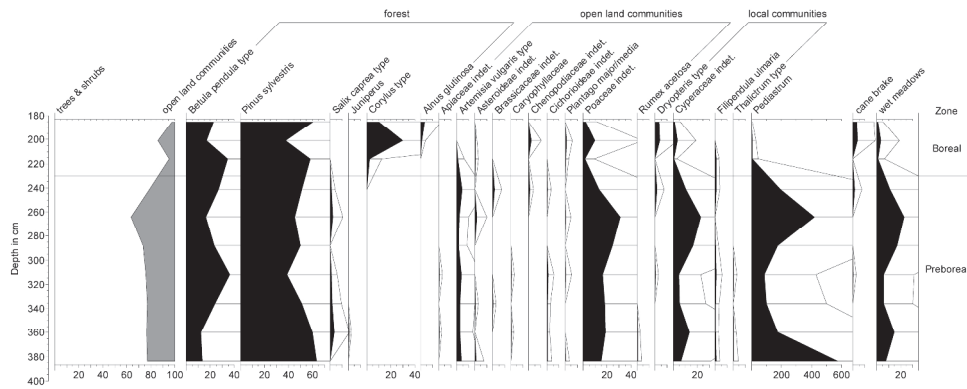 forest
open land communities
local communities
trees & shrubs
open land communities
Betula pendula type
Pinus sylvestris
Salix caprea type
Juniperus
Corylus type
Alnus glutinosa
Apiaceae indet.
Artemisia vulgaris type
Asteroideae indet.
Brassicaceae indet.
Caryophyllaceae
Chenopodiaceae indet.
Cichorioideae indet.
Plantago major/media
Poaceae indet.
Rumex acetosa
Dryopteris type
Cyperaceae indet.
Filipendula ulmaria
Thalictrum type
Pediastrum
cane brake
wet meadows
Zone
Depth in cm
180
200
220
240
260
280
300
320
340
360
380
400
Boreal
Preborea
20 40 60 80 100 20 40 20 40 60 20 40 20 40 20 200 400 600 20